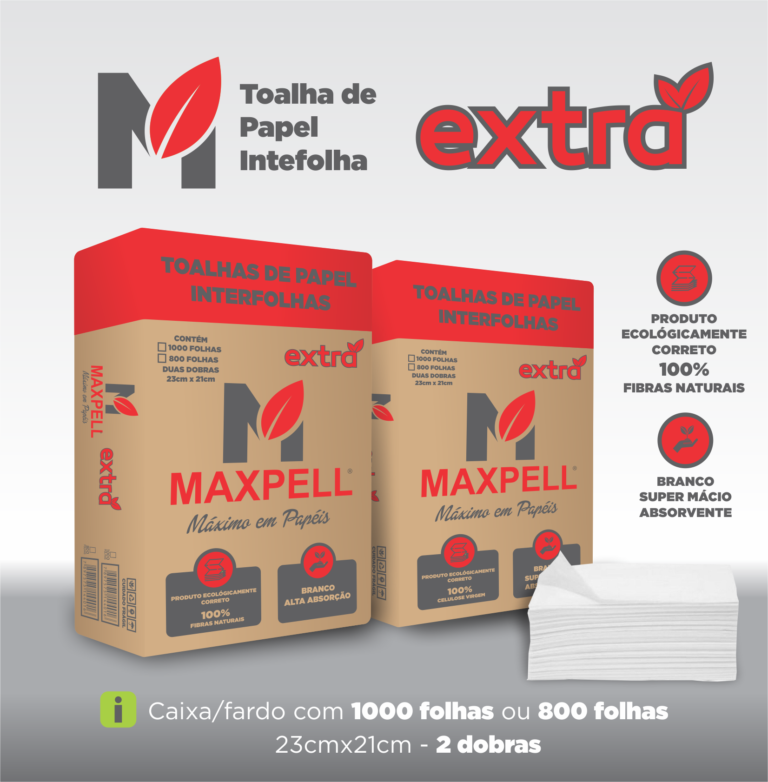 Toalha de
Papel
Intefolha
extra
TOALHAS DE PAPEL
INTERFOLHAS
CONTÉM
1000 FOLHAS
800 FOLHAS
DUAS DOBRAS
23cm x 21cm
extra
MAXPELL®
Máximo em Papéis
PRODUTO ECOLÓGICAMENTE
CORRETO
100%
FIBRAS NATURAIS
BRANCO
ALTA ABSORÇÃO
MAXPELL
Máximo em Papéis
extra
TOALHAS DE PAPEL
INTERFOLHAS
CONTÉM
1000 FOLHAS
800 FOLHAS
DUAS DOBRAS
23cm x 21cm
extra
MAXPELL®
Máximo em Papéis
PRODUTO ECOLÓGICAMENTE
CORRETO
100%
CELULOSE VIRGEM
PRODUTO
ECOLÓGICAMENTE
CORRETO
100%
FIBRAS NATURAIS
BRANCO
SUPER MÁCIO
ABSORVENTE
i
Caixa/fardo com 1000 folhas ou 800 folhas
23cmx21cm - 2 dobras